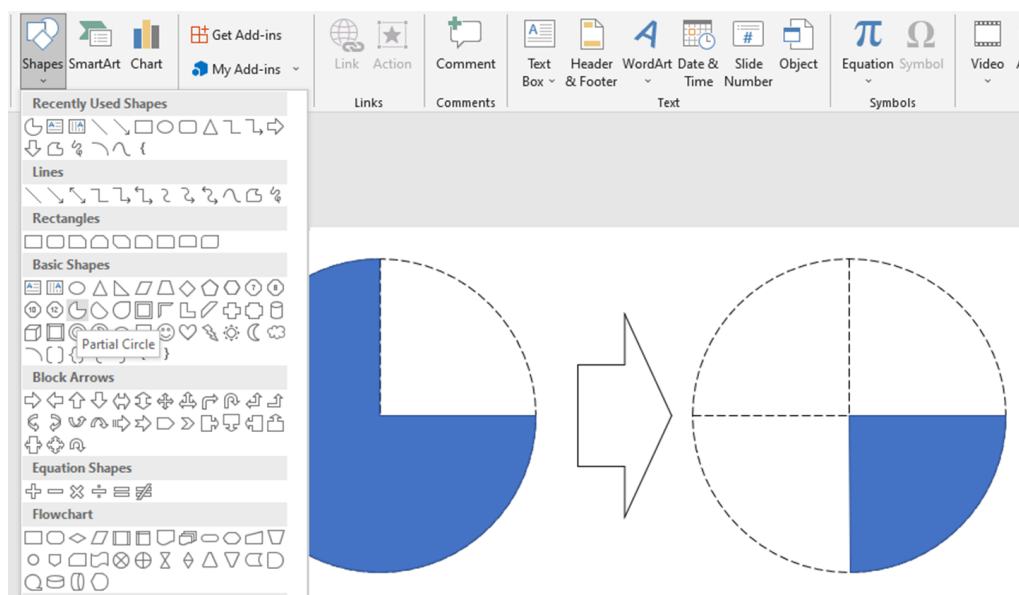 Get Add-ins
Shapes SmartArt Chart
My Add-ins
Link Action
Links
Comment
Comments
Text Box
Header & Footer
WordArt
Date & Time
Slide Number
Object
Text
Equation Symbol
Symbols
Video
Recently Used Shapes
Lines
Rectangles
Basic Shapes
Partial Circle
Block Arrows
Equation Shapes
Flowchart